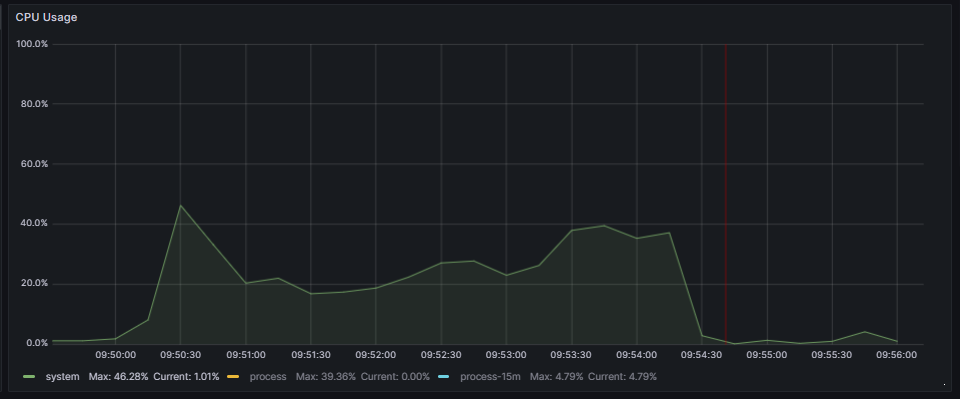 CPU Usage
100.0%
80.0%
60.0%
40.0%
20.0%
0.0%
09:50:00 09:50:30 09:51:00 09:51:30 09:52:00 09:52:30 09:53:00 09:53:30 09:54:00 09:54:30 09:55:00 09:55:30 09:56:00
system Max: 46.28% Current: 1.01% process Max: 39.36% Current: 0.00% process-15m Max: 4.79% Current: 4.79%